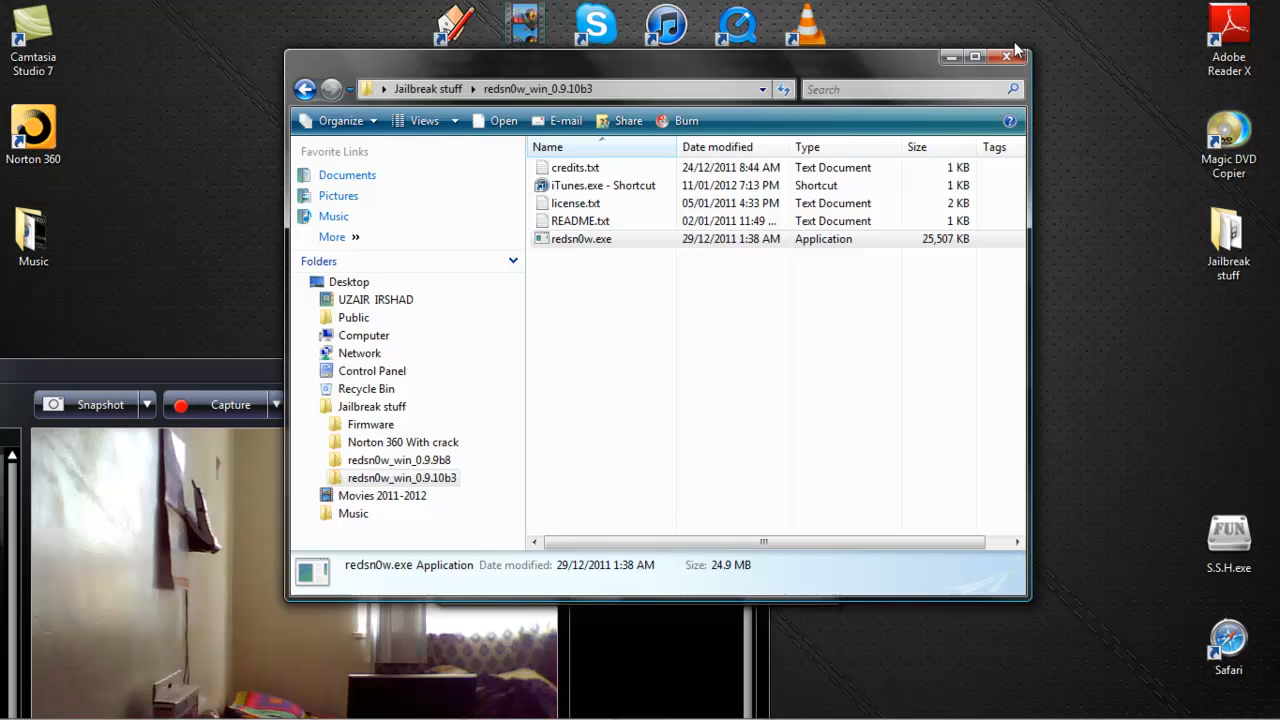 Camtasia
Studio 7
Norton 360
Music
Adobe
Reader X
Magic DVD
Copier
Jailbreak
stuff
FUN
S.S.H.exe
Safari
Jailbreak stuff redsn0w_win_0.9.10b3
Search
Organize Views Open E-mail Share Burn
Favorite Links
Documents
Pictures
Music
More
Folders
Desktop
UZAIR IRSHAD
Public
Computer
Network
Control Panel
Recycle Bin
Jailbreak stuff
Firmware
Norton 360 With crack
redsn0w_win_0.9.9b8
redsn0w_win_0.9.10b3
Movies 2011-2012
Music
Name Date modified Type Size Tags
credits.txt 24/12/2011 8:44 AM Text Document 1 KB
iTunes.exe - Shortcut 11/01/2012 7:13 PM Shortcut 1 KB
license.txt 05/01/2011 4:33 PM Text Document 2 KB
README.txt 02/01/2011 11:49 ... Text Document 1 KB
redsn0w.exe 29/12/2011 1:38 AM Application 25,507 KB
redsn0w.exe Application Date modified: 29/12/2011 1:38 AM Size: 24.9 MB
Snapshot Capture